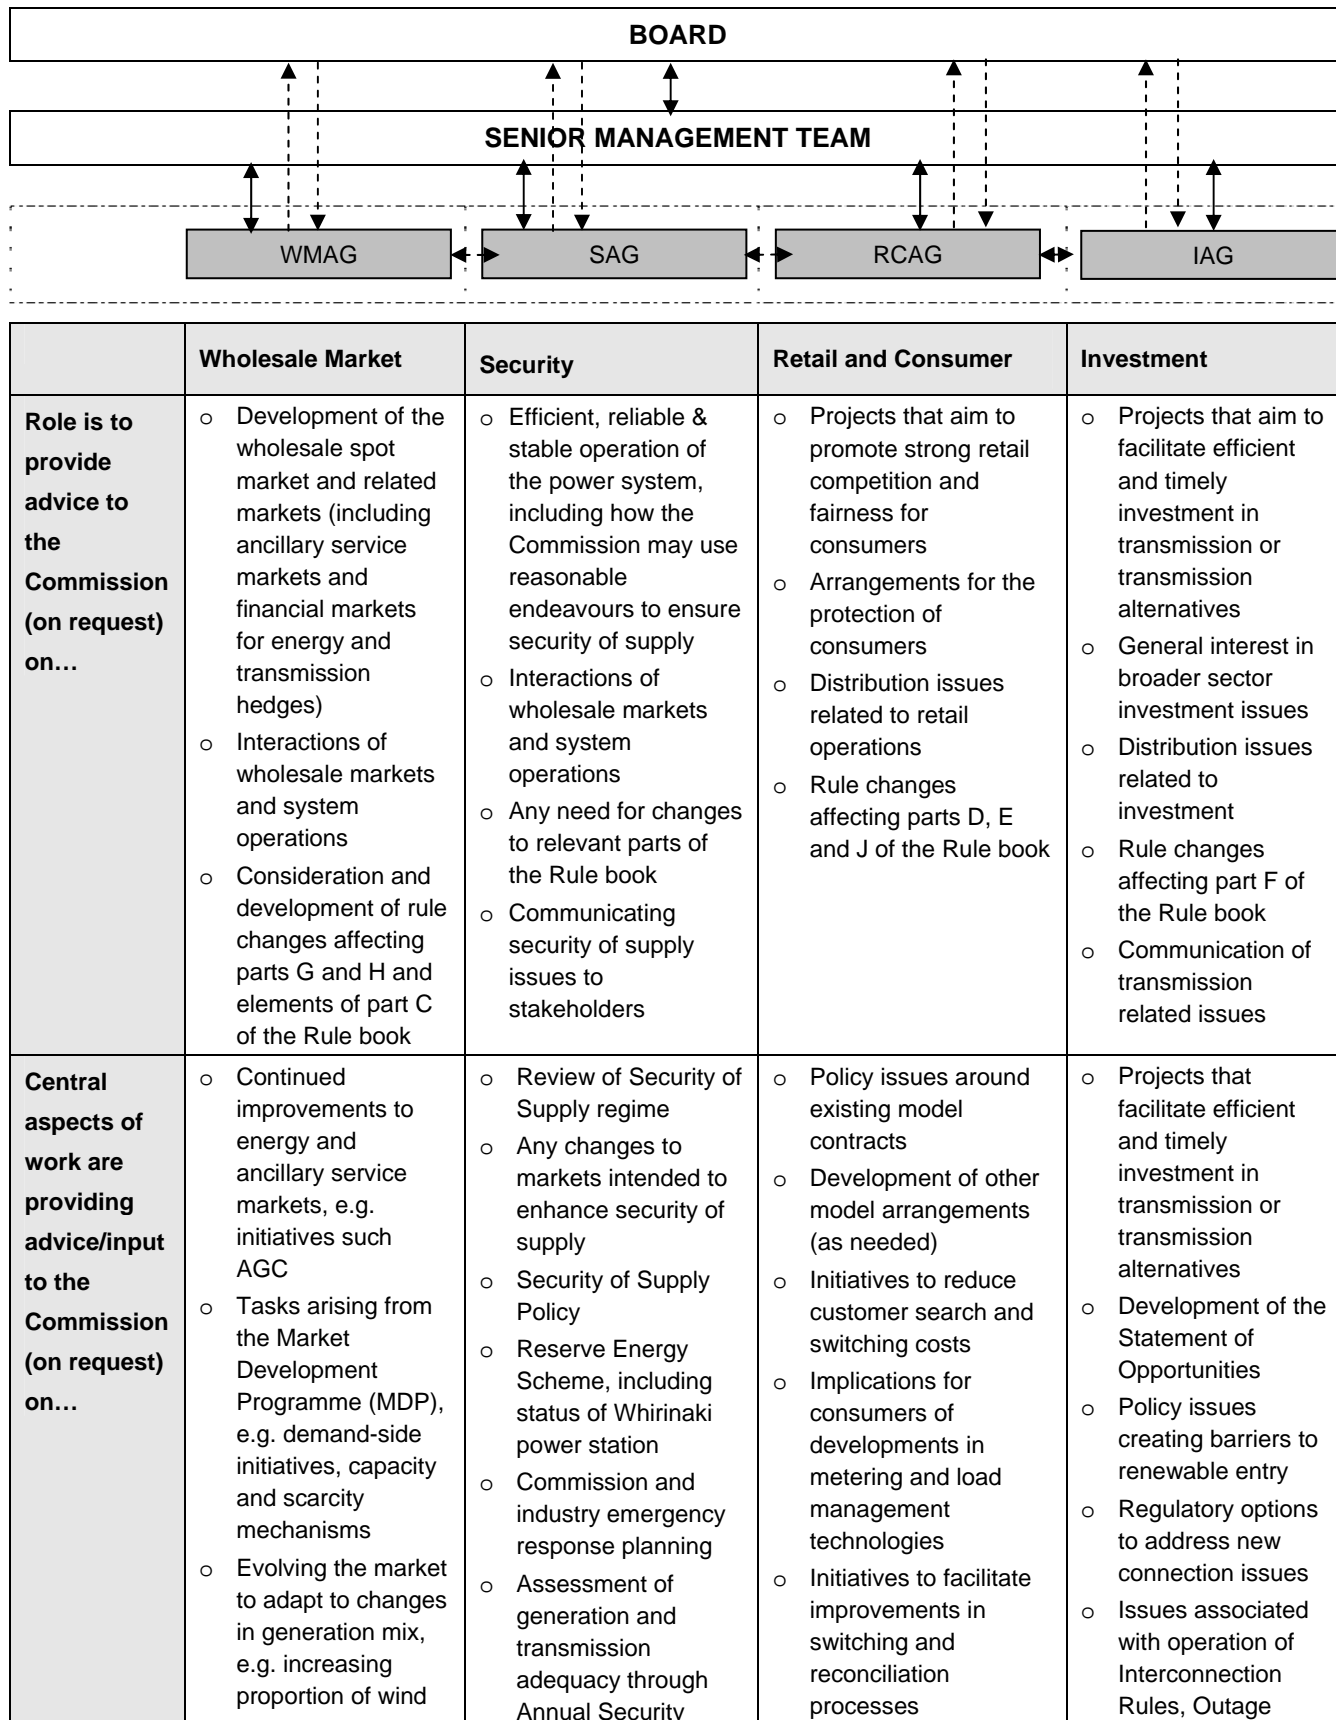 BOARD
SENIOR MANAGEMENT TEAM
WMAG
SAG
RCAG
IAG
Wholesale Market
Security
Retail and Consumer
Investment
Role is to
provide
advice to
the
Commission
(on request)
on…
o Development of the
wholesale spot
market and related
markets (including
ancillary service
markets and
financial markets
for energy and
transmission
hedges)
o Interactions of
wholesale markets
and system
operations
o Consideration and
development of rule
changes affecting
parts G and H and
elements of part C
of the Rule book
o Efficient, reliable &
stable operation of
the power system,
including how the
Commission may use
reasonable
endeavours to ensure
security of supply
o Interactions of
wholesale markets
and system
operations
o Any need for changes
to relevant parts of
the Rule book
o Communicating
security of supply
issues to
stakeholders
o Projects that aim to
promote strong retail
competition and
fairness for
consumers
o Arrangements for the
protection of
consumers
o Distribution issues
related to retail
operations
o Rule changes
affecting parts D, E
and J of the Rule book
o Projects that aim to
facilitate efficient
and timely
investment in
transmission or
transmission
alternatives
o General interest in
broader sector
investment issues
o Distribution issues
related to
investment
o Rule changes
affecting part F of
the Rule book
o Communication of
transmission
related issues
Central
aspects of
work are
providing
advice/input
to the
Commission
(on request)
on…
o Continued
improvements to
energy and
ancillary service
markets, e.g.
initiatives such
AGC
o Tasks arising from
the Market
Development
Programme (MDP),
e.g. demand-side
initiatives, capacity
and scarcity
mechanisms
o Evolving the market
to adapt to changes
in generation mix,
e.g. increasing
proportion of wind
o Review of Security of
Supply regime
o Any changes to
markets intended to
enhance security of
supply
o Security of Supply
Policy
o Reserve Energy
Scheme, including
status of Whirinaki
power station
o Commission and
industry emergency
response planning
o Assessment of
generation and
transmission
adequacy through
Annual Security
o Policy issues around
existing model
contracts
o Development of other
model arrangements
(as needed)
o Initiatives to reduce
customer search and
switching costs
o Implications for
consumers of
developments in
metering and load
management
technologies
o Initiatives to facilitate
improvements in
switching and
reconciliation
processes
o Projects that
facilitate efficient
and timely
investment in
transmission or
transmission
alternatives
o Development of the
Statement of
Opportunities
o Policy issues
creating barriers to
renewable entry
o Regulatory options
to address new
connection issues
o Issues associated
with operation of
Interconnection
Rules, Outage